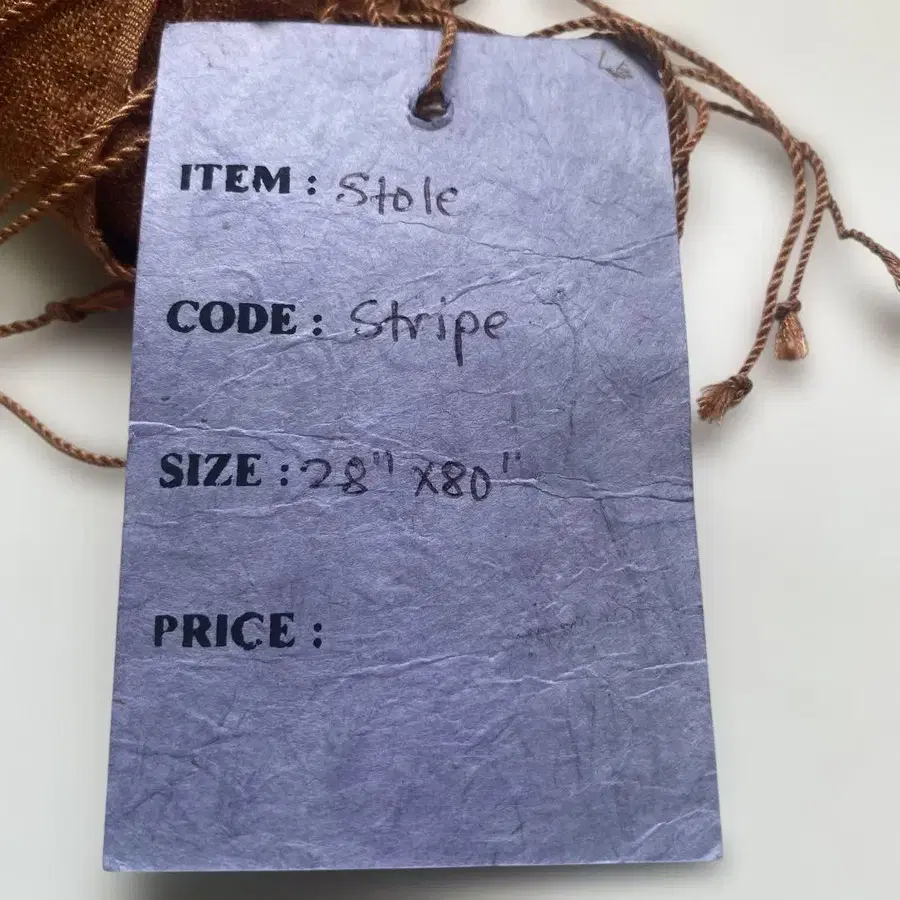 ITEM : Stole
CODE : Stripe
SIZE : 28" x80"
PRICE :